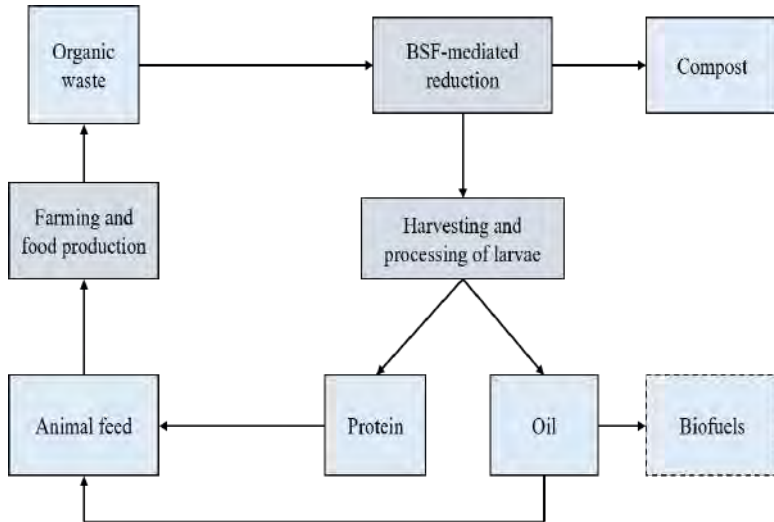 Organic
waste
BSF-mediated
reduction
Compost
Farming and
food production
Harvesting and
processing of larvae
Animal feed
Protein
Oil
Biofuels